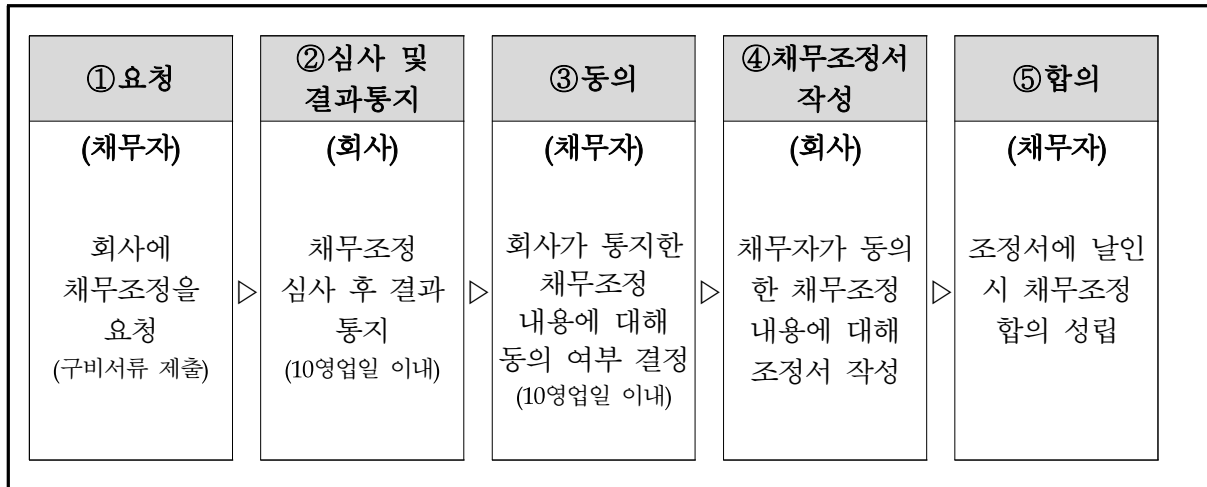 ①요청
(채무자)
회사에
채무조정을
요청
(구비서류 제출)
▷
②심사 및
결과통지
(회사)
채무조정
심사 후 결과
통지
(10영업일 이내)
▷
③동의
(채무자)
회사가 통지한
채무조정
내용에 대해
동의 여부 결정
(10영업일 이내)
▷
④채무조정서
작성
(회사)
채무자가 동의
한 채무조정
내용에 대해
조정서 작성
▷
⑤합의
(채무자)
조정서에 날인
시 채무조정
합의 성립